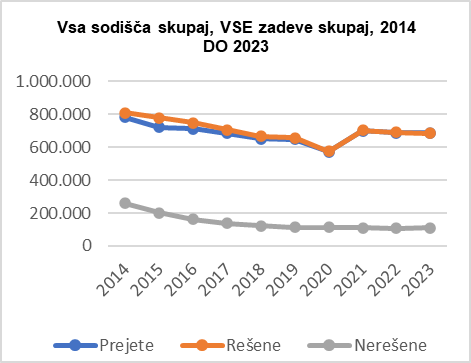 Vsa sodišča skupaj, VSE zadeve skupaj, 2014
DO 2023
1.000.000
800.000
600.000
400.000
200.000
0
2014 2015 2016 2017 2018 2019 2020 2021 2022 2023
Prejete Rešene Nerešene